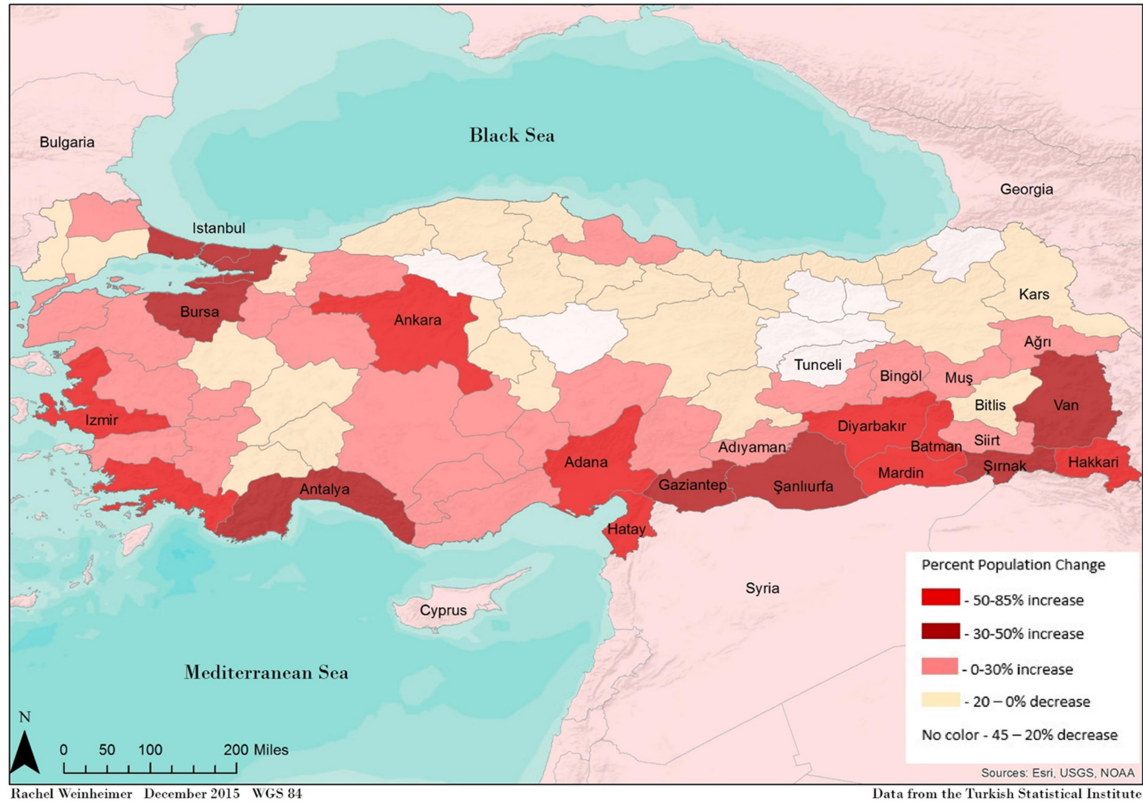 Bulgaria
Black Sea
Georgia
Istanbul
Kars
Bursa
Ankara
Ağrı
Tunceli
Bingöl
Muş
Bitlis
Van
Izmir
Diyarbakır
Adıyaman
Batman
Siirt
Adana
Mardin
Şırnak
Hakkari
Antalya
Gaziantep
Şanlıurfa
Hatay
Cyprus
Syria
Mediterranean Sea
Percent Population Change
- 50-85% increase
- 30-50% increase
- 0-30% increase
- 20 – 0% decrease
No color - 45 – 20% decrease
N
0 50 100 200 Miles
Sources: Esri, USGS, NOAA
Rachel Weinheimer December 2015 WGS 84
Data from the Turkish Statistical Institute